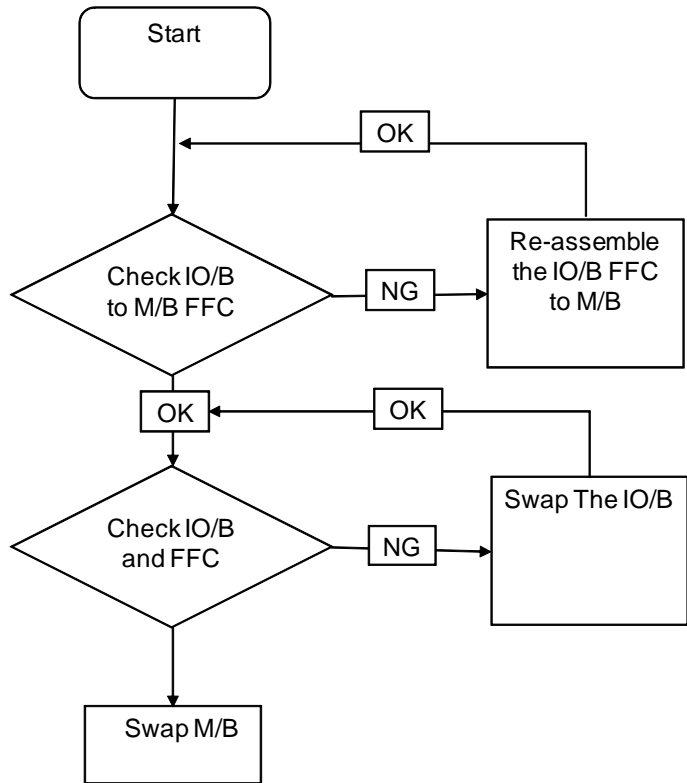 Start
OK
Check IO/B
to M/B FFC
NG
Re-assemble
the IO/B FFC
to M/B
OK
OK
Check IO/B
and FFC
NG
Swap The IO/B
Swap M/B